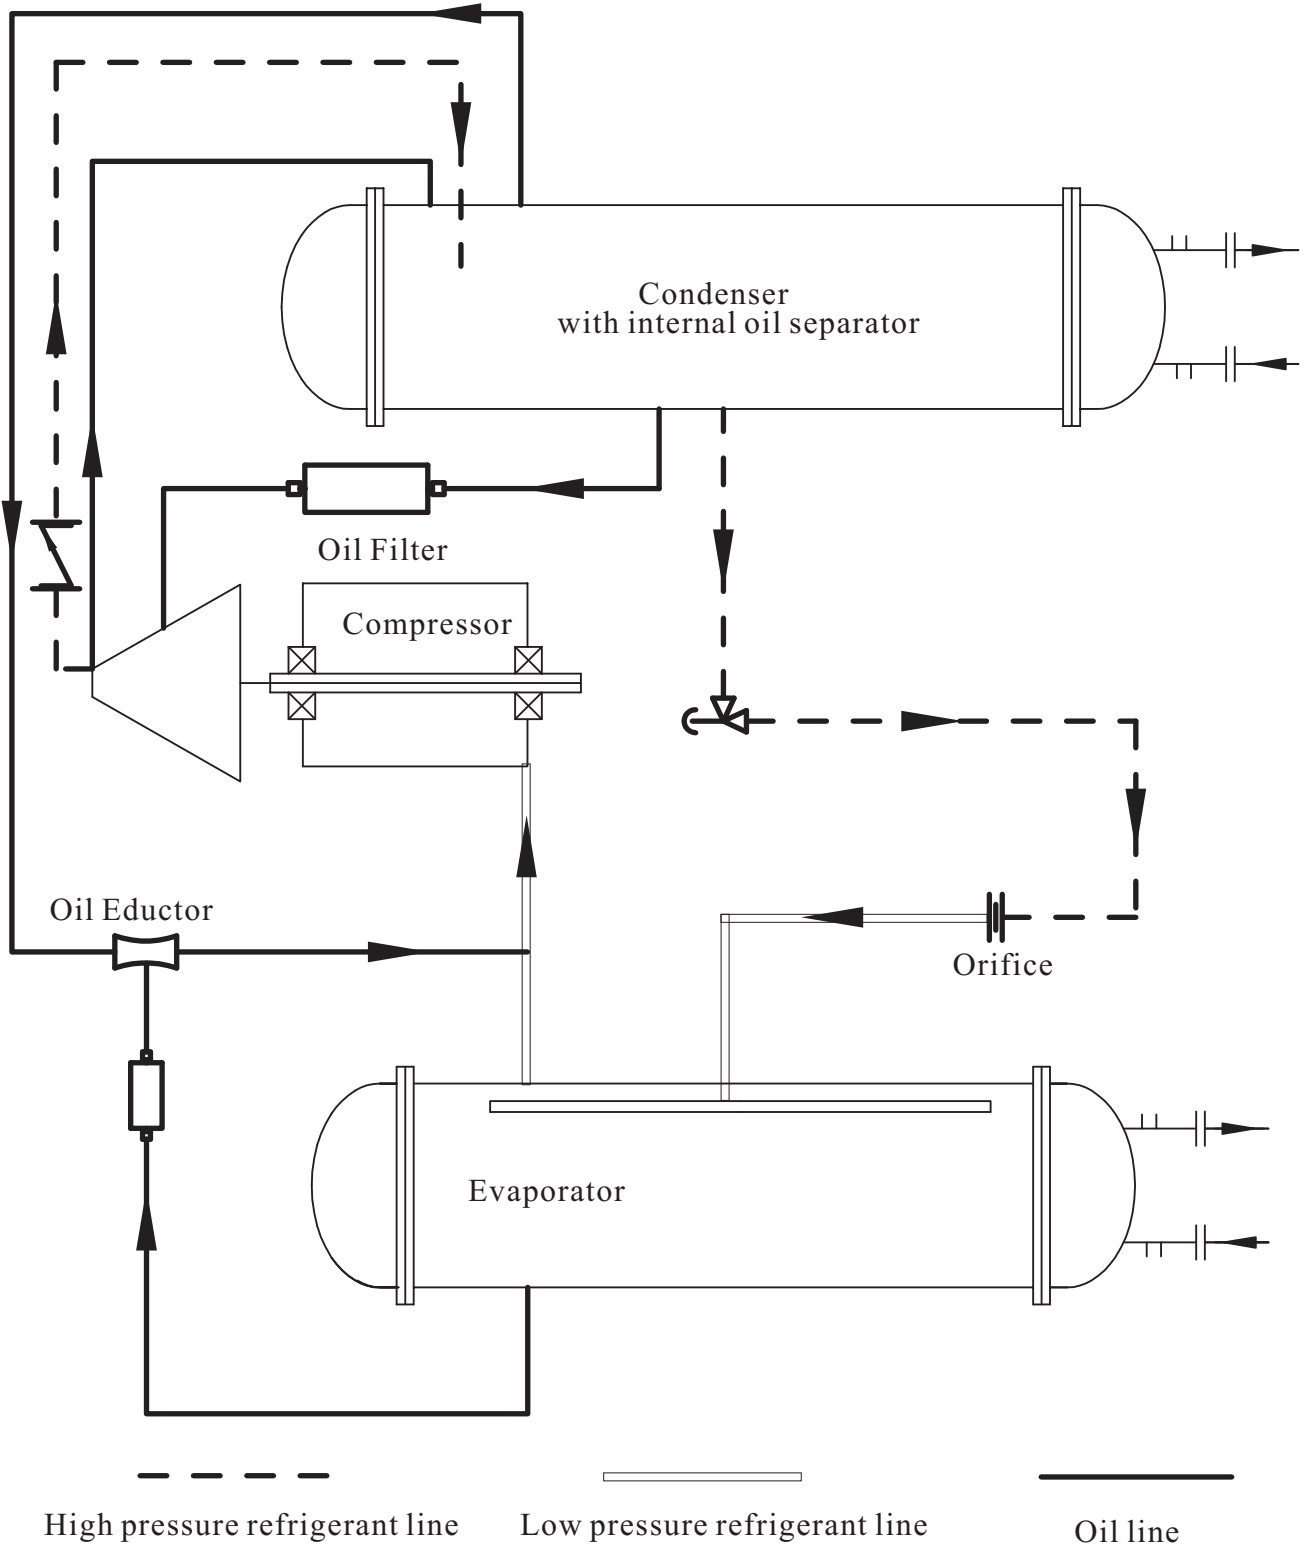 Condenser
with internal oil separator
Oil Filter
Compressor
Oil Eductor
Orifice
Evaporator
High pressure refrigerant line
Low pressure refrigerant line
Oil line